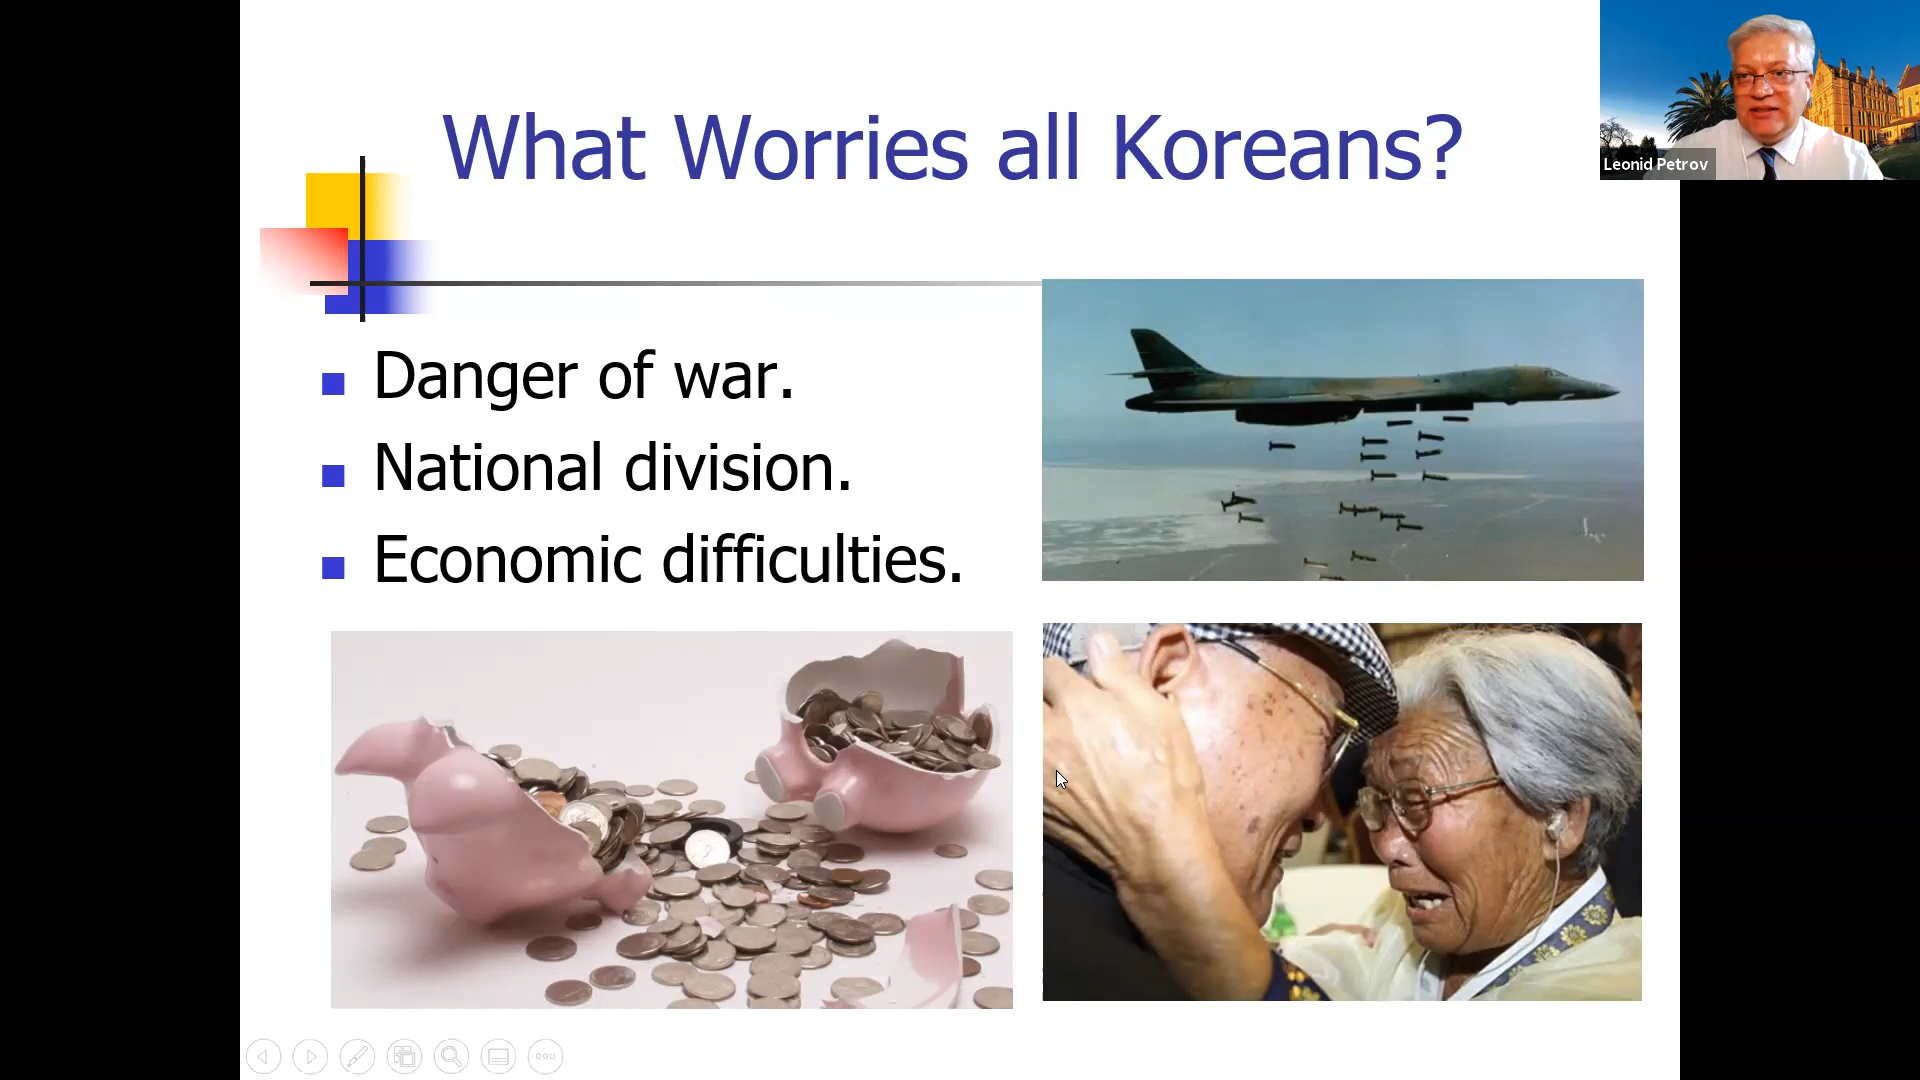 What Worries all Koreans?
Leonid Petrov
Danger of war.
National division.
Economic difficulties.